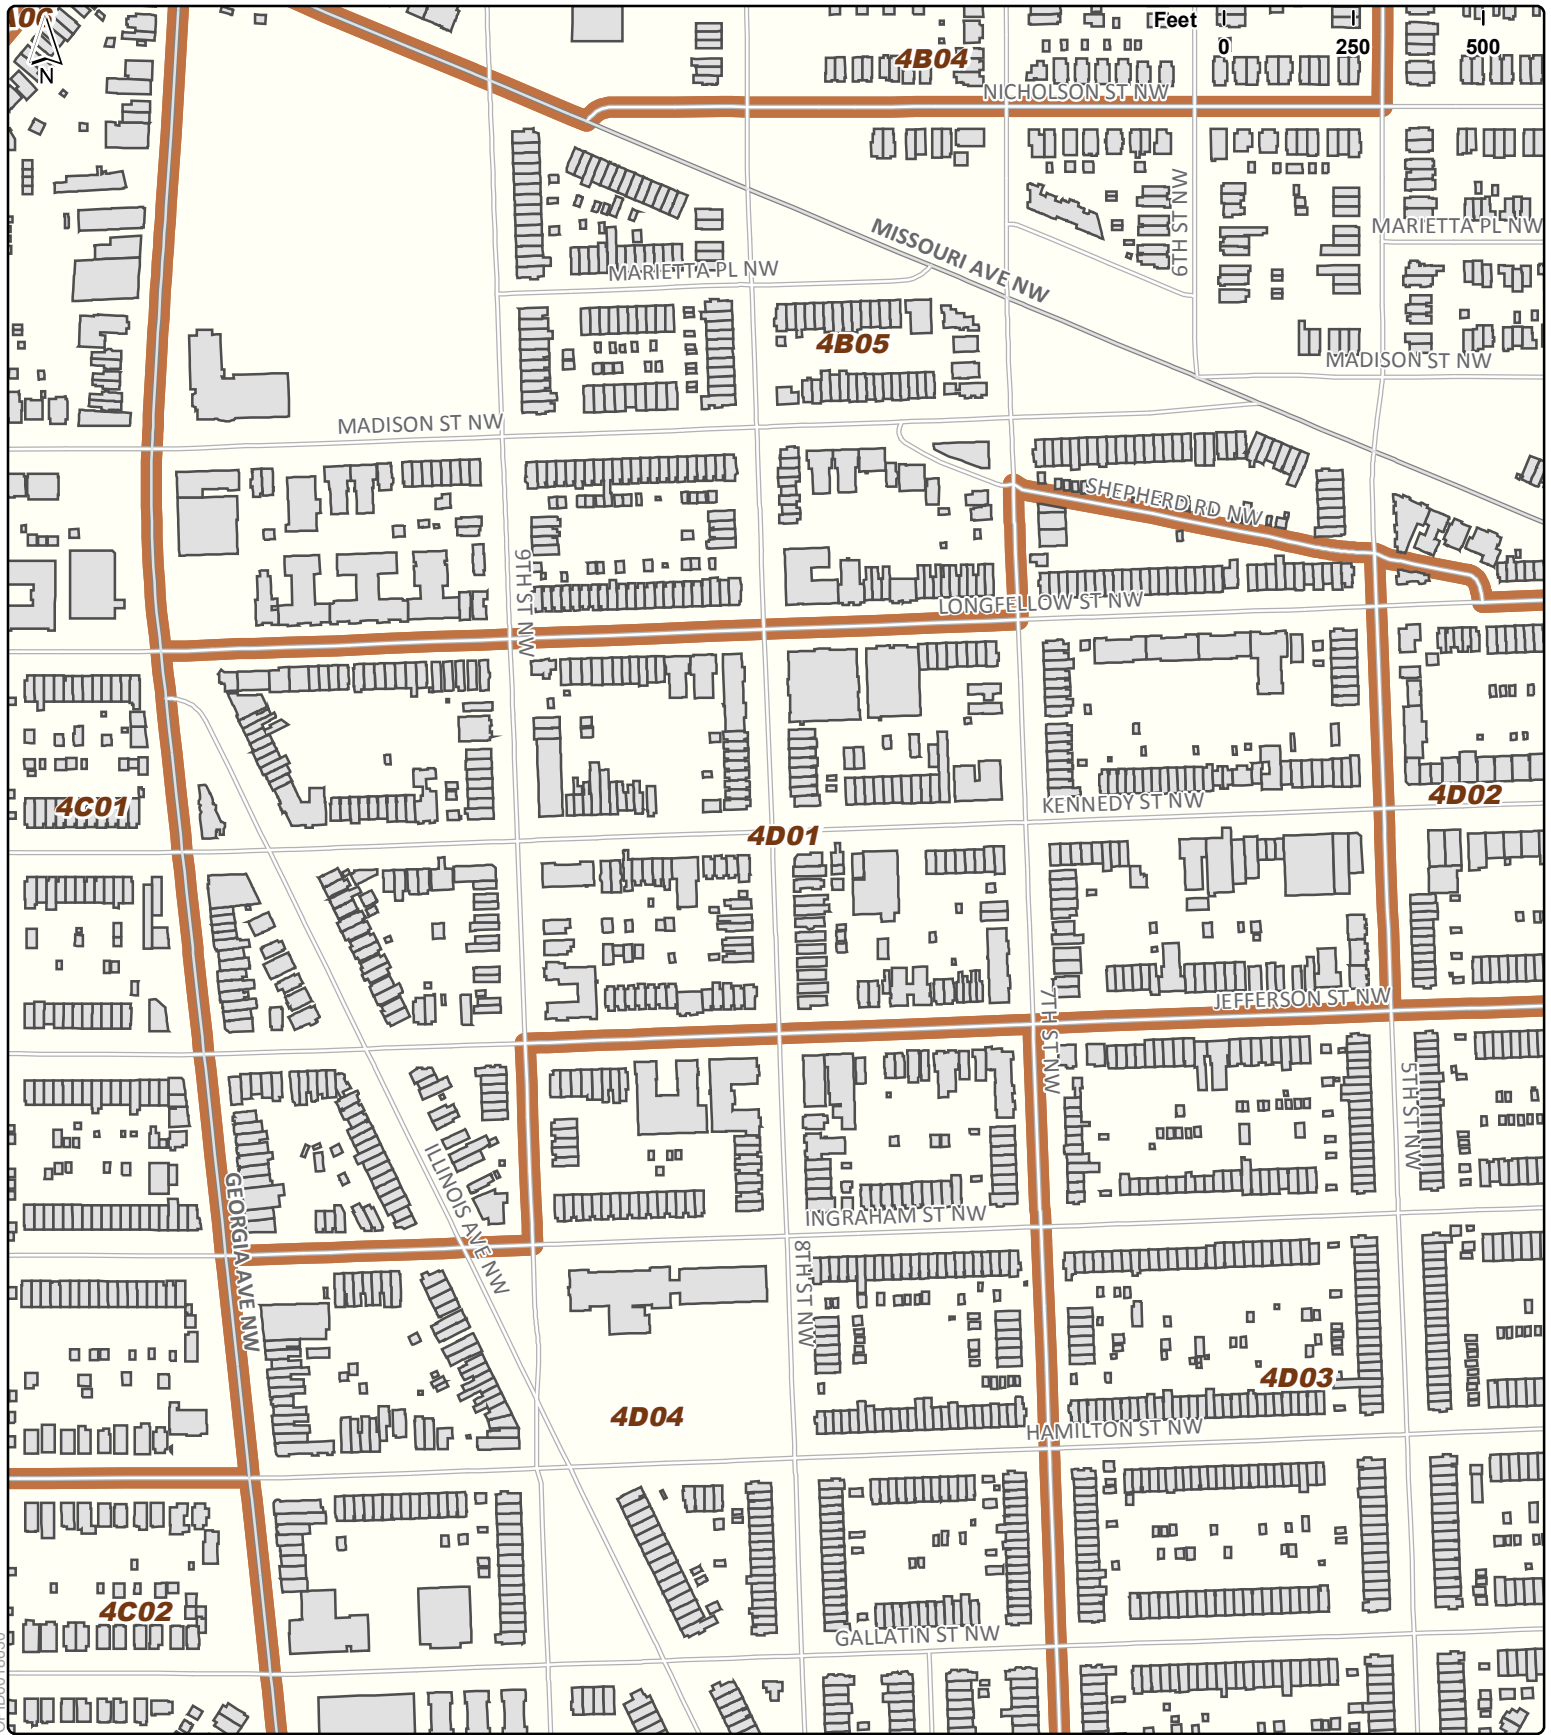 A06
N
Feet
0
250
500
4B04
NICHOLSON ST NW
6TH ST NW
MARIETTA PL NW
MISSOURI AVE NW
MARIETTA PL NW
4B05
MADISON ST NW
MADISON ST NW
SHEPHERD RD NW
9TH ST NW
LONGFELLOW ST NW
4C01
4D01
KENNEDY ST NW
4D02
JEFFERSON ST NW
7TH ST NW
5TH ST NW
ILLINOIS AVE NW
GEORGIA AVE NW
INGRAHAM ST NW
8TH ST NW
4D03
4D04
HAMILTON ST NW
4C02
GALLATIN ST NW